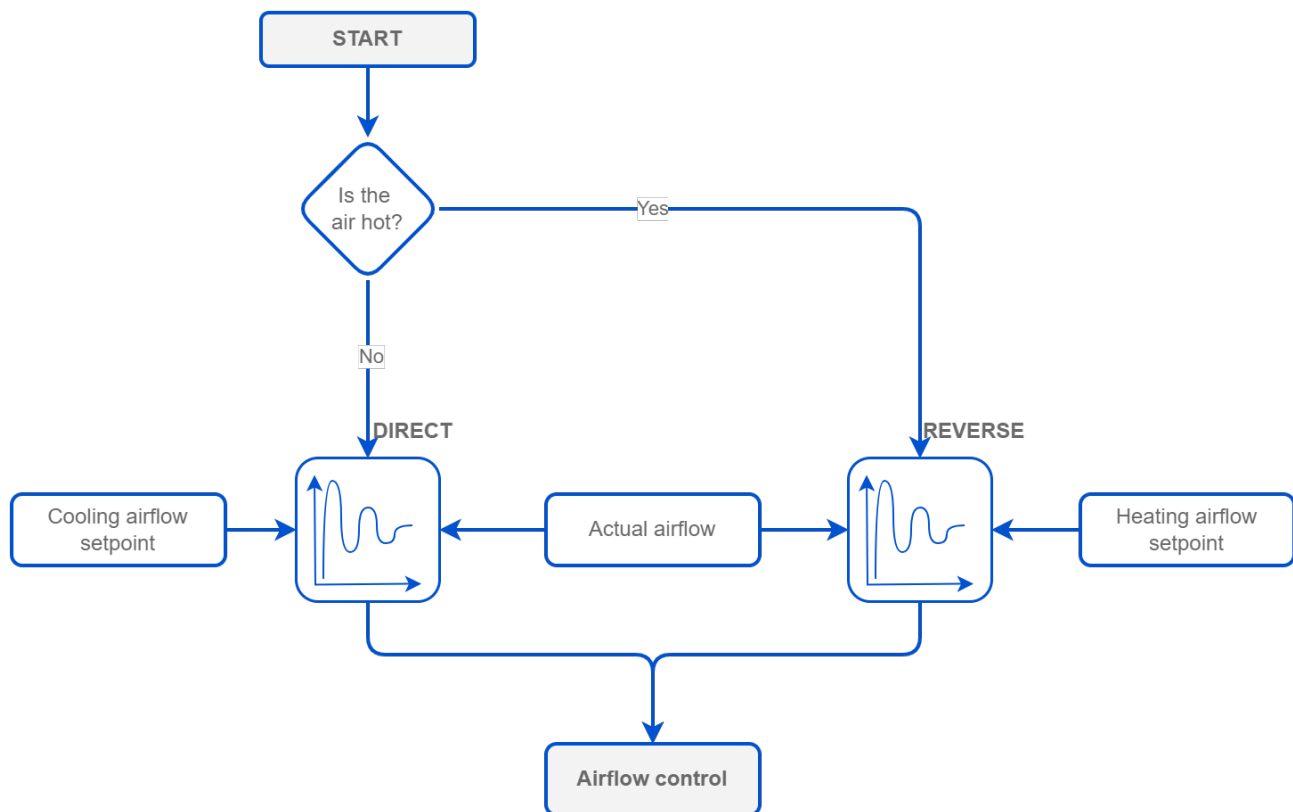 START
Is the
air hot?
Yes
No
DIRECT
REVERSE
Cooling airflow
setpoint
Actual airflow
Heating airflow
setpoint
Airflow control